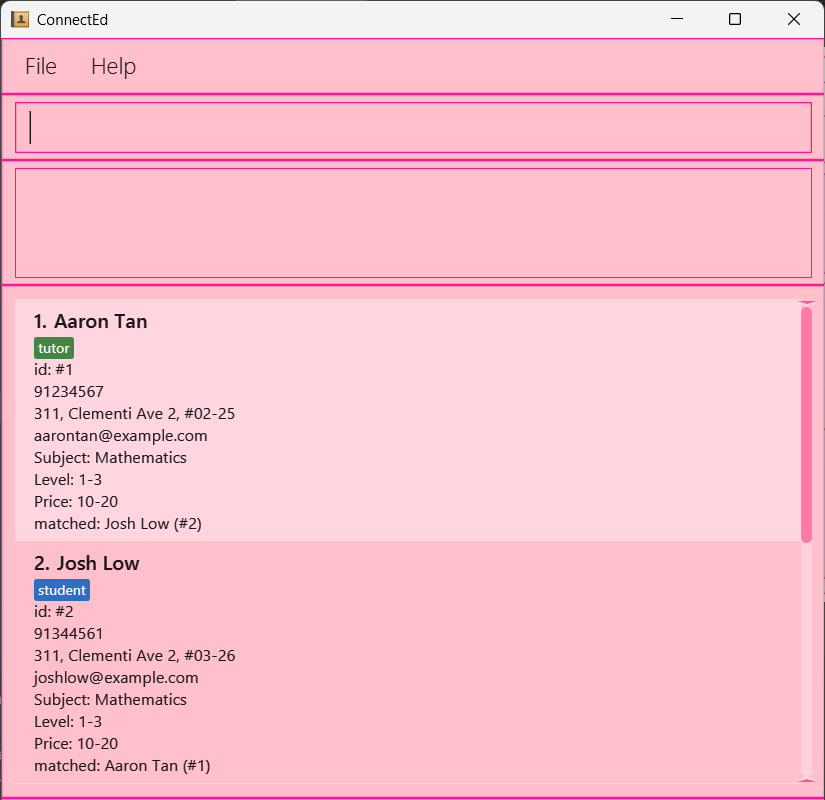 ConnectEd
File Help
1. Aaron Tan
tutor
id: #1
91234567
311, Clementi Ave 2, #02-25
aarontan@example.com
Subject: Mathematics
Level: 1-3
Price: 10-20
matched: Josh Low (#2)
2. Josh Low
student
id: #2
91344561
311, Clementi Ave 2, #03-26
joshlow@example.com
Subject: Mathematics
Level: 1-3
Price: 10-20
matched: Aaron Tan (#1)